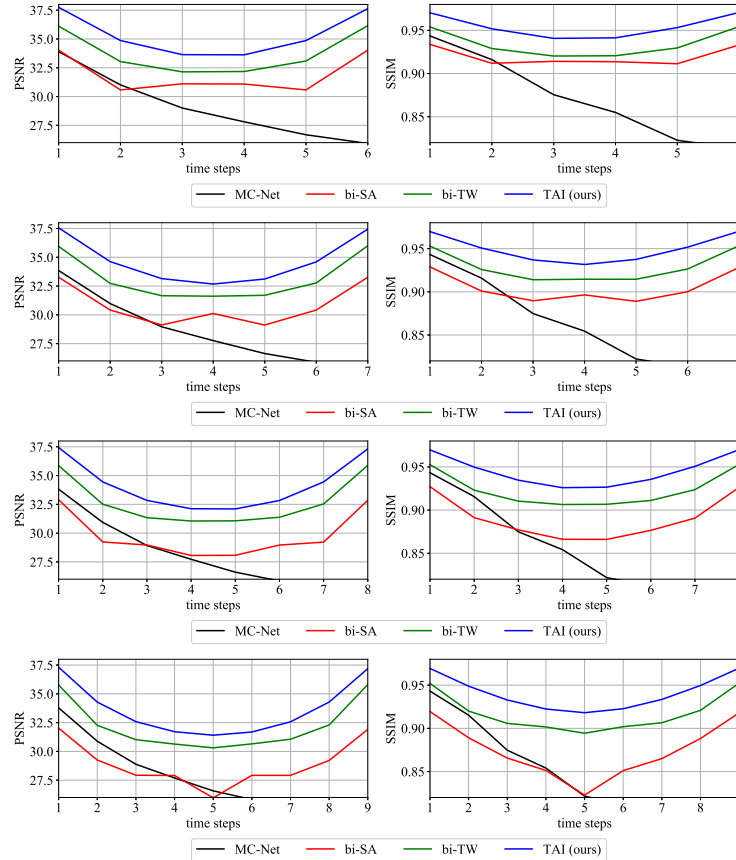 37.5
35.0
32.5
30.0
27.5
PSNR
1 2 3 4 5 6
time steps
0.95
0.90
0.85
SSIM
1 2 3 4 5
time steps
MC-Net bi-SA bi-TW TAI (ours)
37.5
35.0
32.5
30.0
27.5
PSNR
1 2 3 4 5 6 7
time steps
0.95
0.90
0.85
SSIM
1 2 3 4 5 6
time steps
MC-Net bi-SA bi-TW TAI (ours)
37.5
35.0
32.5
30.0
27.5
PSNR
1 2 3 4 5 6 7 8
time steps
0.95
0.90
0.85
SSIM
1 2 3 4 5 6 7
time steps
MC-Net bi-SA bi-TW TAI (ours)
37.5
35.0
32.5
30.0
27.5
PSNR
1 2 3 4 5 6 7 8 9
time steps
0.95
0.90
0.85
SSIM
1 2 3 4 5 6 7 8
time steps
MC-Net bi-SA bi-TW TAI (ours)